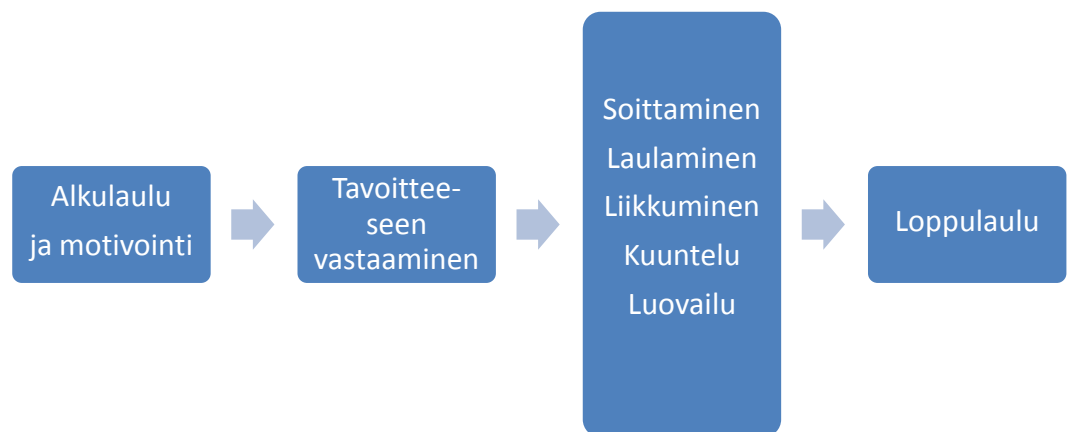 Alkulaulu
ja motivointi
Tavoittee-
seen
vastaaminen
Soittaminen
Laulaminen
Liikkuminen
Kuuntelu
Luovailu
Loppulaulu